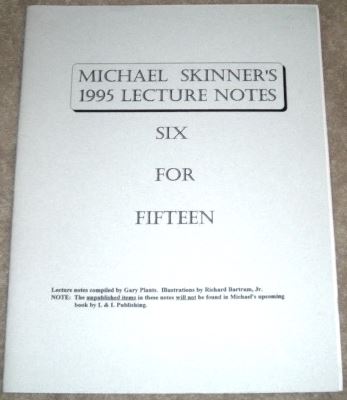 MICHAEL SKINNER'S
1995 LECTURE NOTES
SIX
FOR
FIFTEEN
Lecture notes compiled by Gary Plants. Illustrations by Richard Bartram, Jr.
NOTE: The unpublished items in these notes will not be found in Michael's upcoming
book by L & L Publishing.